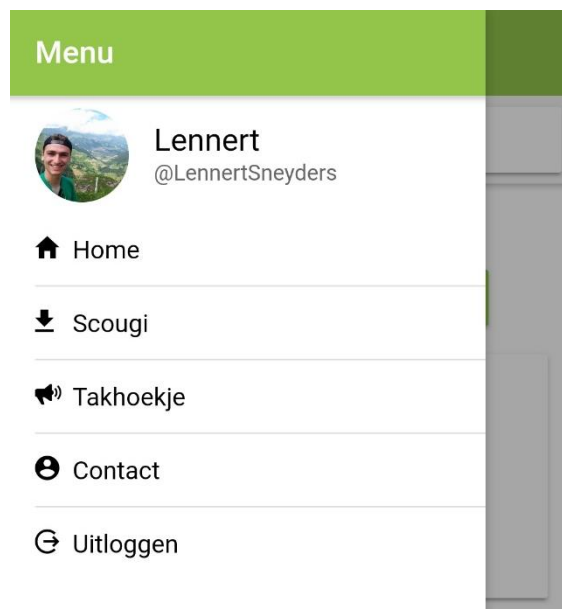 Menu
Lennert
@LennertSneyders
Home
Scougi
Takhoekje
Contact
Uitloggen